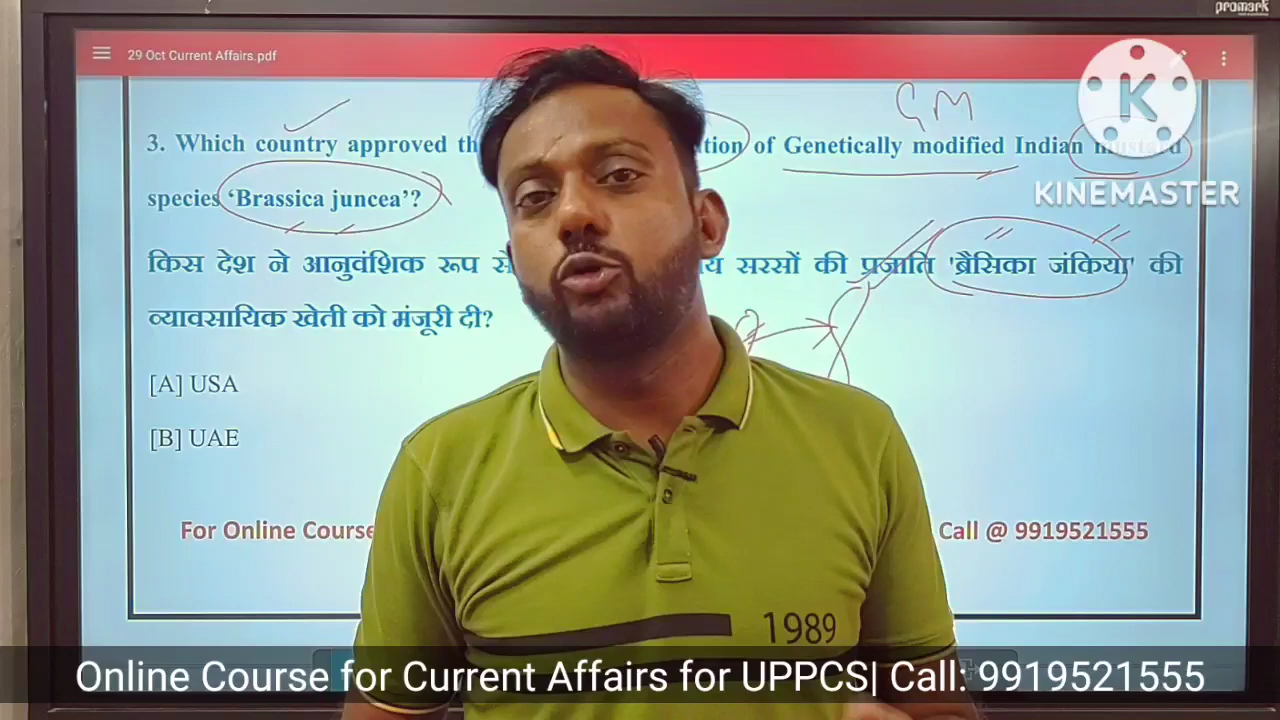 promark
29 Oct Current Affairs.pdf
GM
K
KINEMASTER
3. Which country approved of Genetically modified Indian mustard
species 'Brassica juncea'?
किस देश ने आनुवंशिक रूप सरसों की प्रजाति 'ब्रैसिका जंकिया' की
व्यावसायिक खेती को मंजूरी दी?
[A] USA
[B] UAE
For Online Course Call @ 9919521555
1989
Online Course for Current Affairs for UPPCS| Call: 9919521555